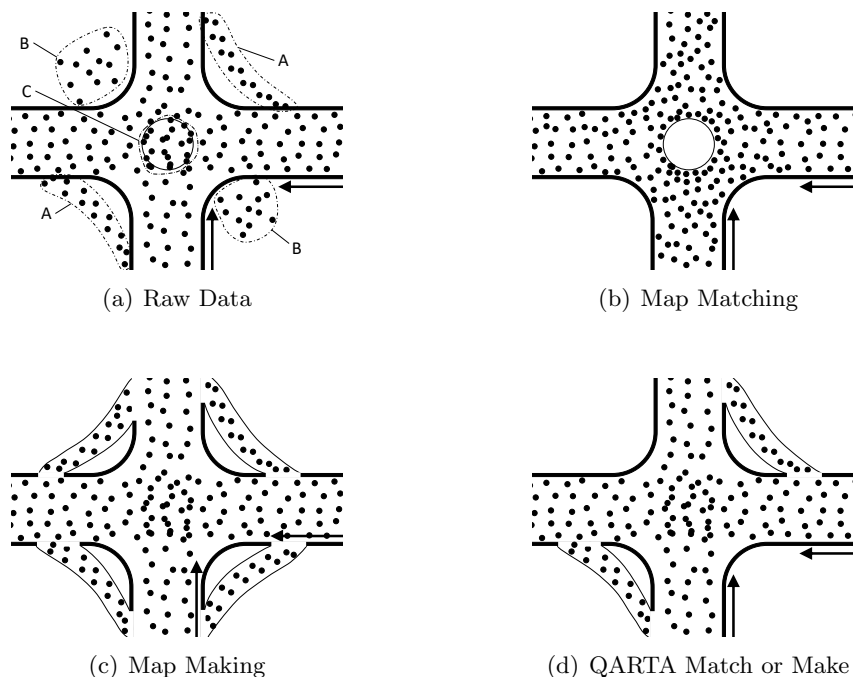 B
A
C
A
B
(a) Raw Data
(b) Map Matching
(c) Map Making
(d) QARTA Match or Make